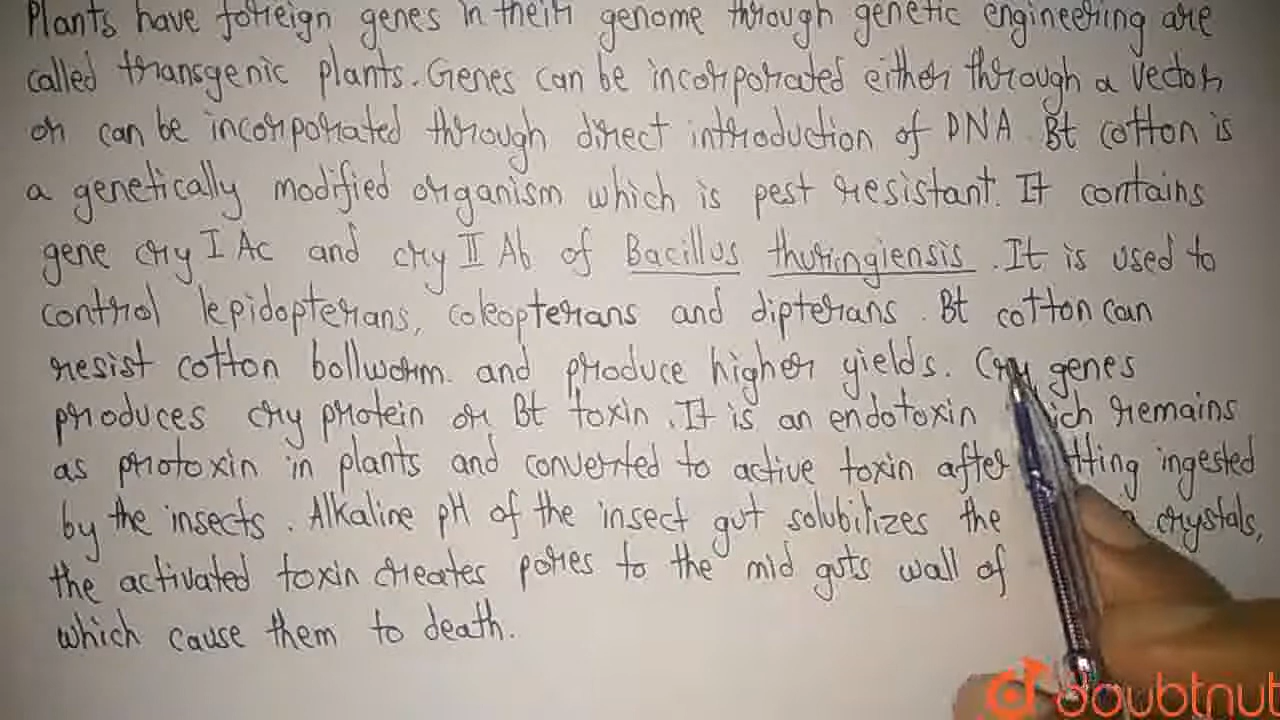 Plants have foreign genes in their genome through genetic engineering are
called transgenic plants. Genes can be incorporated either through a vector
or can be incorporated through direct introduction of DNA. Bt cotton is
a genetically modified organism which is pest resistant. It contains
gene cry I Ac and cry II Ab of Bacillus thuringiensis. It is used to
control lepidopterans, coleopterans and dipterans. Bt cotton can
resist cotton bollworm. and produce higher yields. Cry genes
produces cry protein or Bt toxin. It is an endotoxin which remains
as protoxin in plants and converted to active toxin after getting ingested
by the insects. Alkaline pH of the insect gut solubilizes the crystals,
the activated toxin creates pores to the mid guts wall of
which cause them to death.
doubtnut